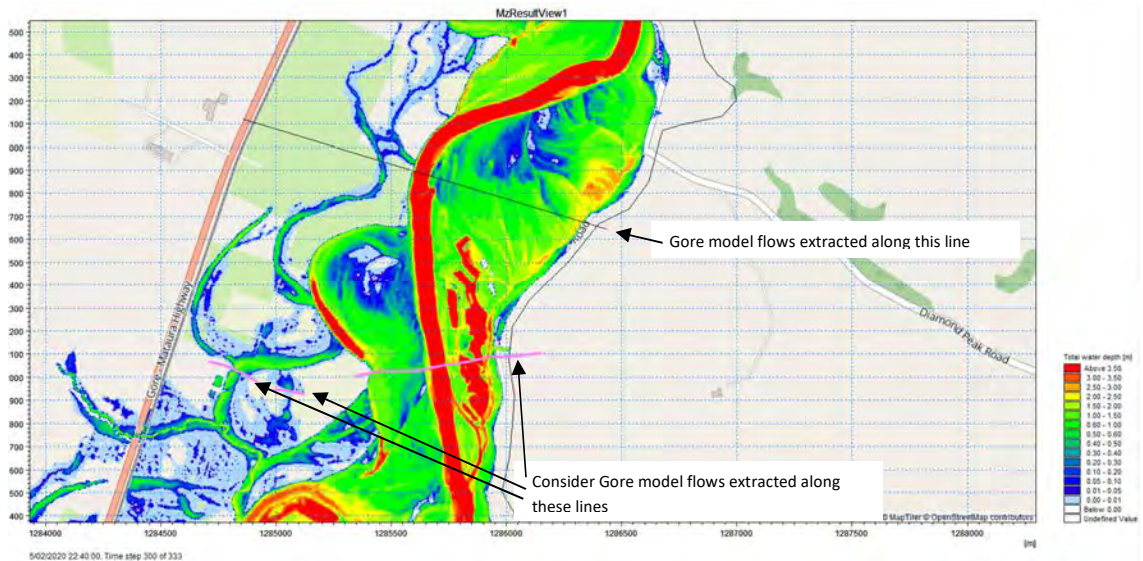 MzResultView1
500
400
300
200
100
000
900
800
700
600
500
400
300
200
100
000
900
800
700
600
500
400
Gore - Mataura Highway
Road
Diamond Peak Road
Gore model flows extracted along this line
Consider Gore model flows extracted along
these lines
Total water depth [m]
Above 3.50
3.00 - 3.50
2.50 - 3.00
2.00 - 2.50
1.50 - 2.00
1.00 - 1.50
0.60 - 1.00
0.50 - 0.60
0.40 - 0.50
0.30 - 0.40
0.20 - 0.30
0.10 - 0.20
0.05 - 0.10
0.01 - 0.05
0.00 - 0.01
Below 0.00
Undefined Value
© MapTiler © OpenStreetMap contributors
1284000 1284500 1285000 1285500 1286000 1286500 1287000 1287500 1288000
[m]
5/02/2020 22:40:00, Time step 300 of 333